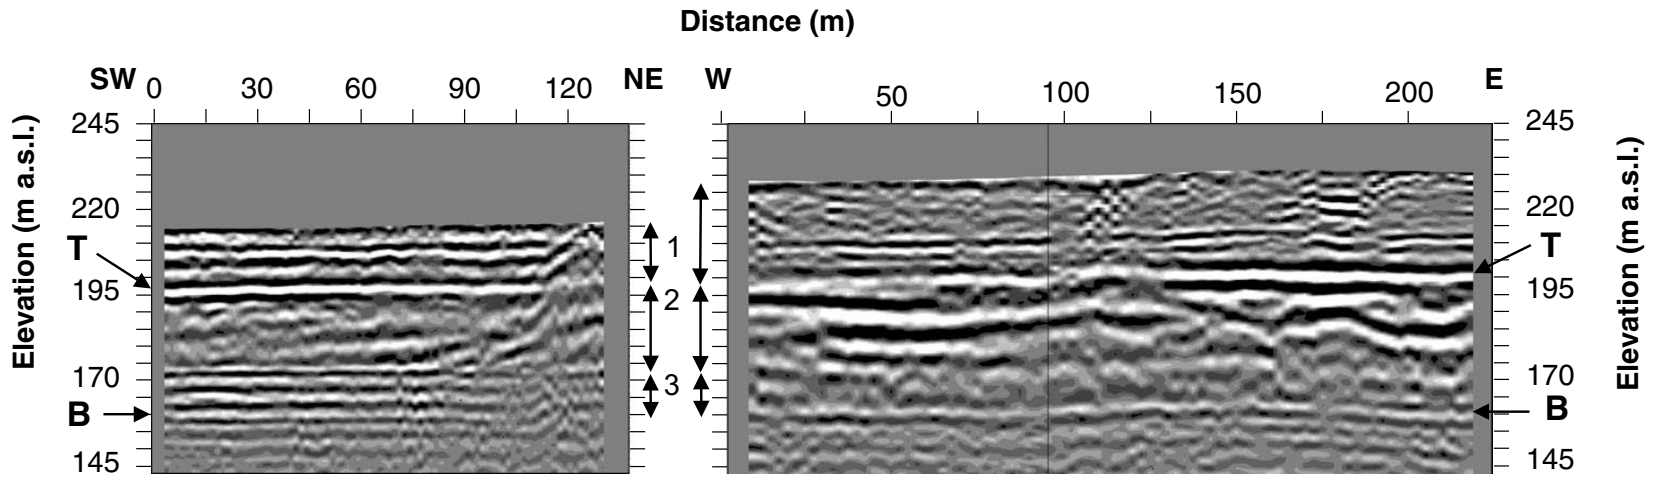 Distance (m)
SW 0 30 60 90 120 NE
W 50 100 150 200 E
Elevation (m a.s.l.)
245
220
195
170
145
T
B
1
2
3
245
220
195
170
145
T
B
Elevation (m a.s.l.)